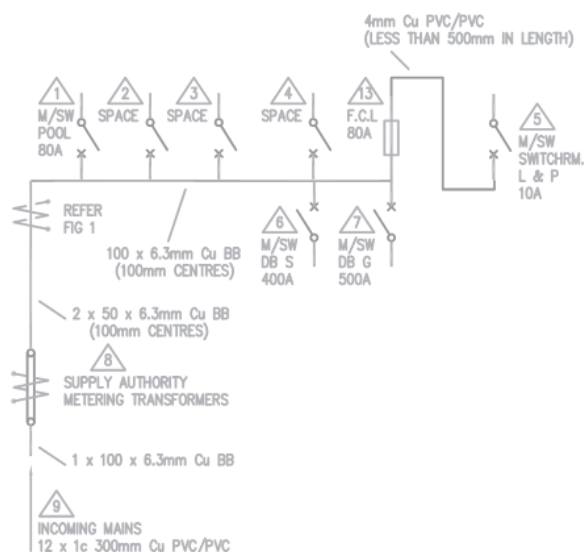 4mm Cu PVC/PVC
(LESS THAN 500mm IN LENGTH)
1
M/SW
POOL
80A
2
SPACE
3
SPACE
4
SPACE
13
F.C.L
80A
5
M/SW
SWITCHRM.
L & P
10A
REFER
FIG 1
6
M/SW
DB S
400A
7
M/SW
DB G
500A
100 x 6.3mm Cu BB
(100mm CENTRES)
2 x 50 x 6.3mm Cu BB
(100mm CENTRES)
8
SUPPLY AUTHORITY
METERING TRANSFORMERS
1 x 100 x 6.3mm Cu BB
9
INCOMING MAINS
12 x 1c 300mm Cu PVC/PVC